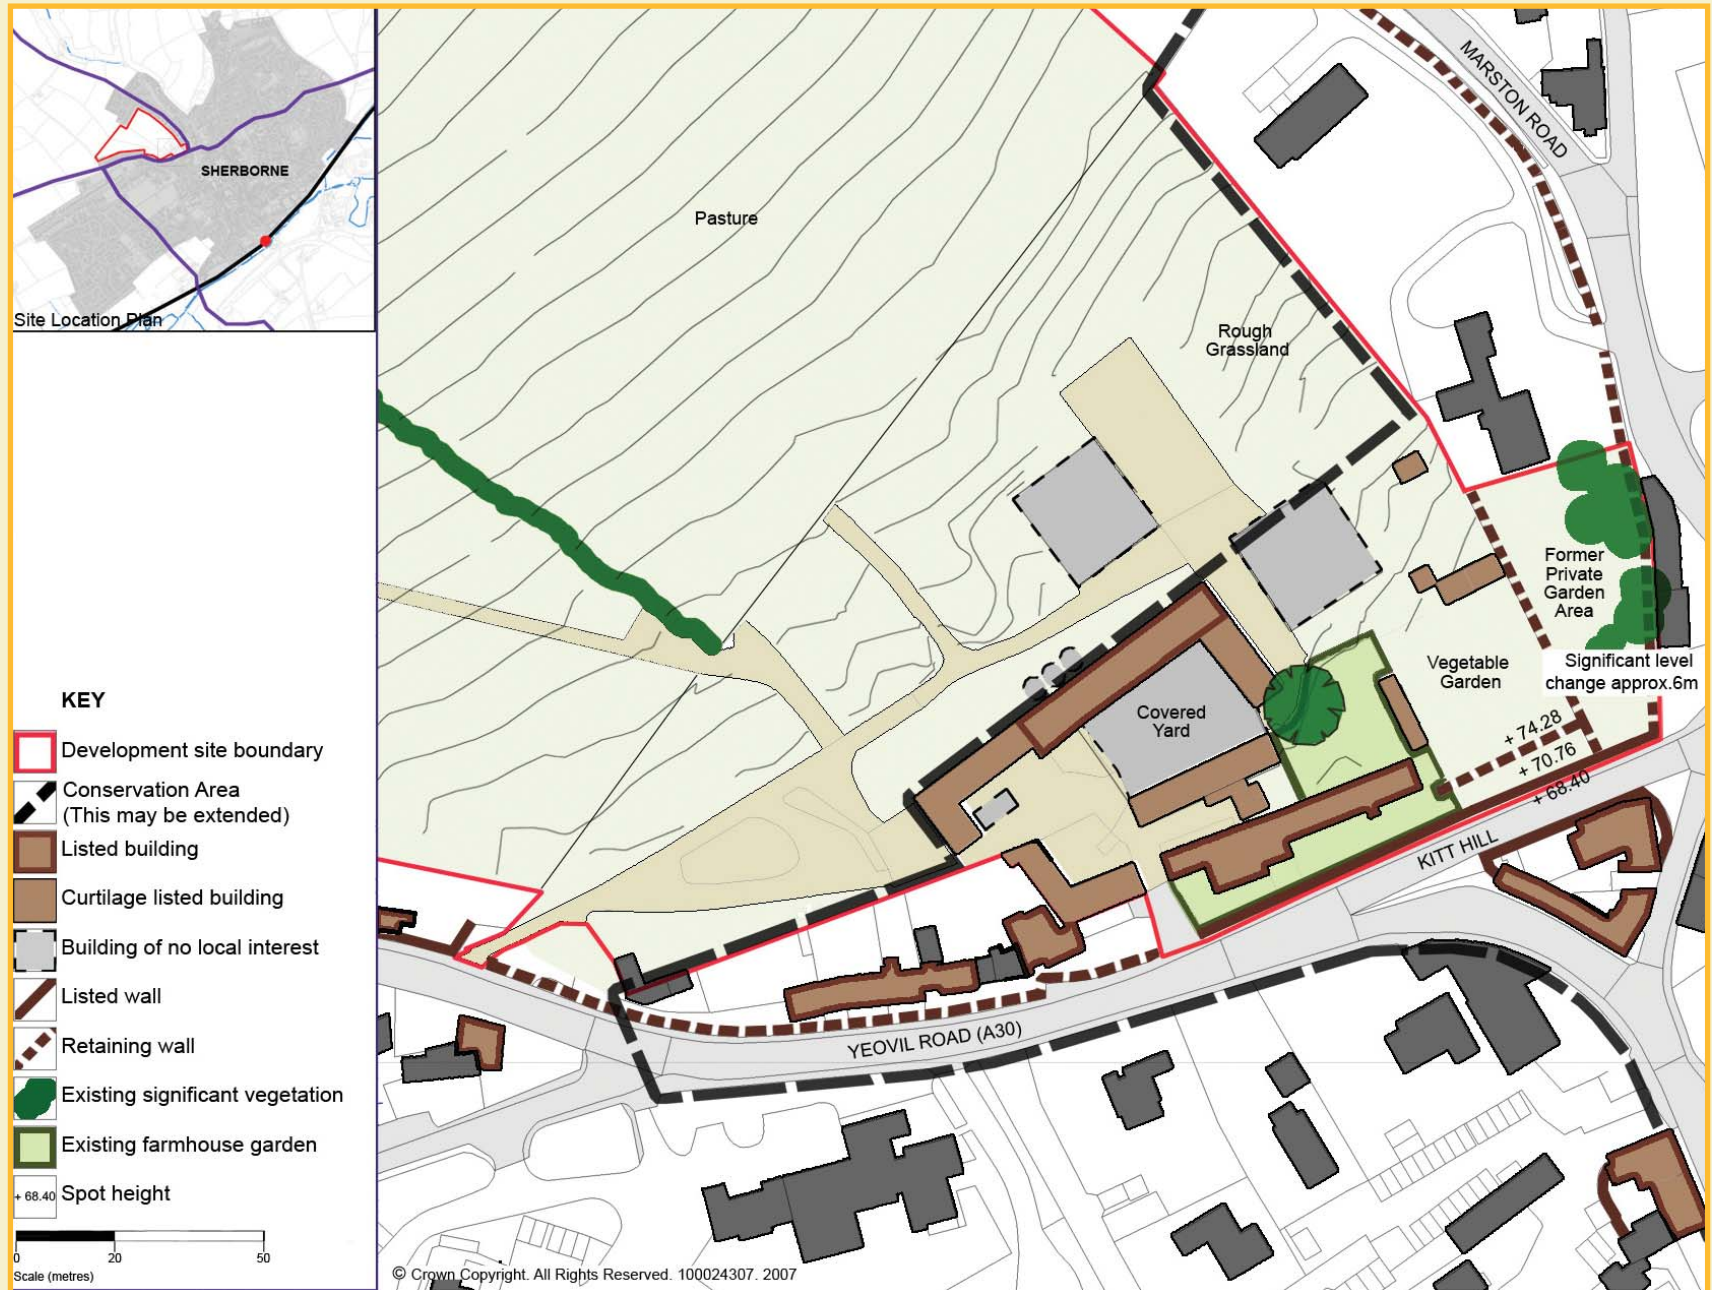 SHERBORNE
Site Location Plan
KEY
Development site boundary
Conservation Area
(This may be extended)
Listed building
Curtilage listed building
Building of no local interest
Listed wall
Retaining wall
Existing significant vegetation
Existing farmhouse garden
+ 68.40 Spot height
0 20 50
Scale (metres)
MARSTON ROAD
Pasture
Rough
Grassland
Former
Private
Garden
Area
Significant level
change approx.6m
Vegetable
Garden
Covered
Yard
+ 74.28
+ 70.76
+ 68.40
KITT HILL
YEOVIL ROAD (A30)
© Crown Copyright. All Rights Reserved. 100024307. 2007